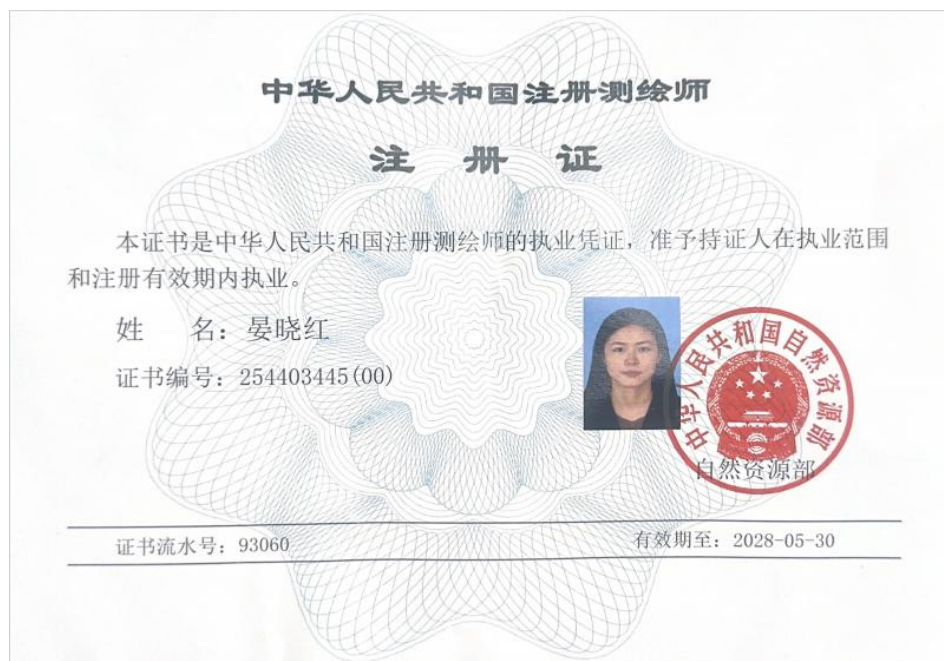 中华人民共和国注册测绘师
注 册 证
本证书是中华人民共和国注册测绘师的执业凭证，准予持证人在执业范围
和注册有效期内执业。
姓 名：晏晓红
证书编号：254403445(00)
中华人民共和国自然资源部
自然资源部
证书流水号：93060
有效期至：2028-05-30